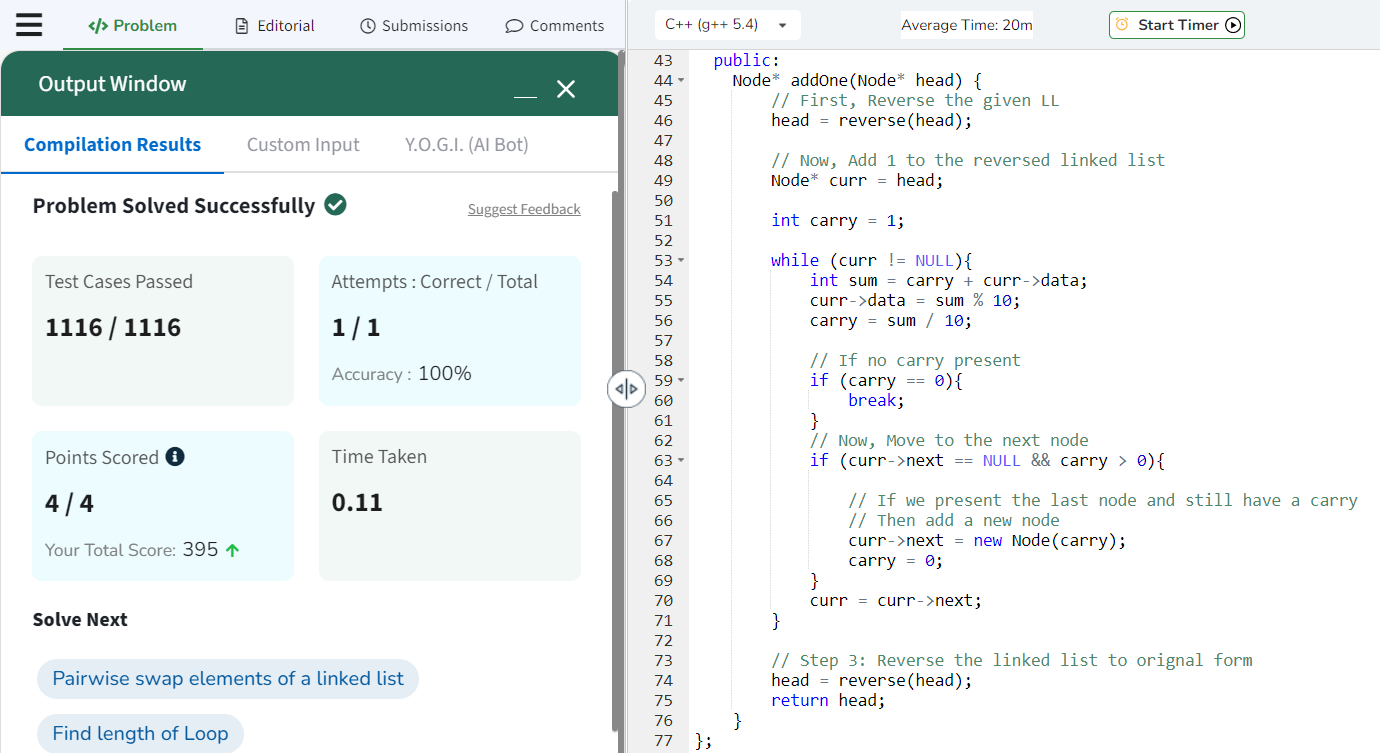 Problem
Editorial
Submissions
Comments
C++ (g++ 5.4)
Average Time: 20m
Start Timer
Output Window
Compilation Results
Custom Input
Y.O.G.I. (AI Bot)
Problem Solved Successfully
Suggest Feedback
Test Cases Passed
1116 / 1116
Attempts : Correct / Total
1 / 1
Accuracy : 100%
Points Scored
4 / 4
Your Total Score: 395
Time Taken
0.11
Solve Next
Pairwise swap elements of a linked list
Find length of Loop
43 public:
44 Node* addOne(Node* head) {
45 // First, Reverse the given LL
46 head = reverse(head);
47
48 // Now, Add 1 to the reversed linked list
49 Node* curr = head;
50
51 int carry = 1;
52
53 while (curr != NULL){
54 int sum = carry + curr->data;
55 curr->data = sum % 10;
56 carry = sum / 10;
57
58 // If no carry present
59 if (carry == 0){
60 break;
61 }
62 // Now, Move to the next node
63 if (curr->next == NULL && carry > 0){
64
65 // If we present the last node and still have a carry
66 // Then add a new node
67 curr->next = new Node(carry);
68 carry = 0;
69 }
70 curr = curr->next;
71 }
72
73 // Step 3: Reverse the linked list to orignal form
74 head = reverse(head);
75 return head;
76 }
77 };